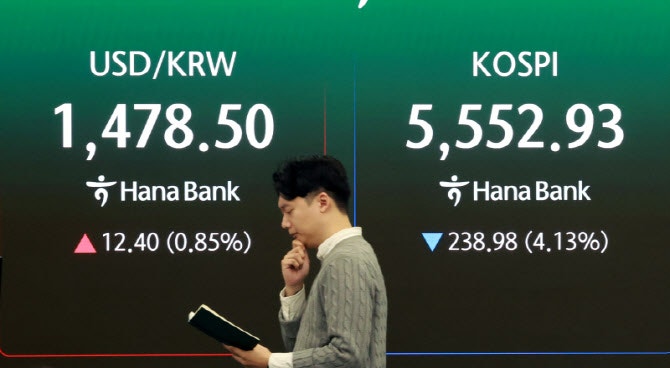 USD/KRW
1,478.50
Hana Bank
▲ 12.40 (0.85%)
KOSPI
5,552.93
Hana Bank
▼ 238.98 (4.13%)